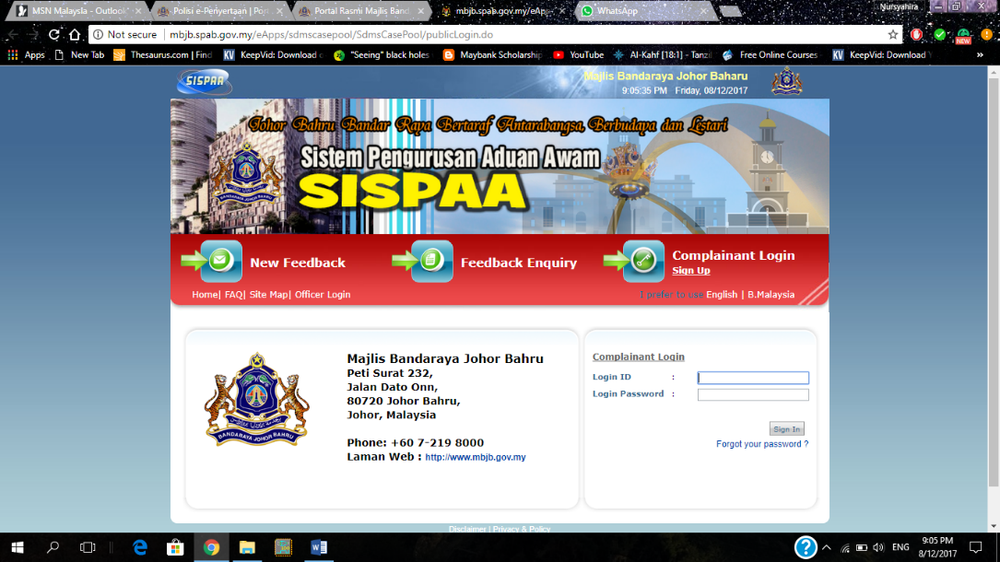 MSN Malaysia - Outlook
Polisi e-Penyertaan | Por
Portal Rasmi Majlis Band
mbjb.spab.gov.my/eApp
WhatsApp
Nursyahira
Not secure mbjb.spab.gov.my/eApps/sdmscasepool/SdmsCasePool/publicLogin.do
NEW
Apps New Tab Thesaurus.com | Find KeepVid: Download "Seeing" black holes Maybank Scholarship YouTube Al-Kahf [18:1] - Tanzil Free Online Courses KeepVid: Download »
SISPAA
Majlis Bandaraya Johor Baharu
9:05:35 PM Friday, 08/12/2017
Johor Bahru Bandar Raya Bertaraf Antarabangsa, Berbudaya dan Lestari
Sistem Pengurusan Aduan Awam
SISPAA
BANDARAYA JOHOR BAHRU
New Feedback
Feedback Enquiry
Complainant Login
Sign Up
Home| FAQ| Site Map| Officer Login
I prefer to use English | B.Malaysia
Majlis Bandaraya Johor Bahru
Peti Surat 232,
Jalan Dato Onn,
80720 Johor Bahru,
Johor, Malaysia
Phone: +60 7-219 8000
Laman Web : http://www.mbjb.gov.my
BANDARAYA JOHOR BAHRU
Complainant Login
Login ID :
Login Password :
Sign In
Forgot your password ?
Disclaimer | Privacy & Policy
ENG
9:05 PM
8/12/2017